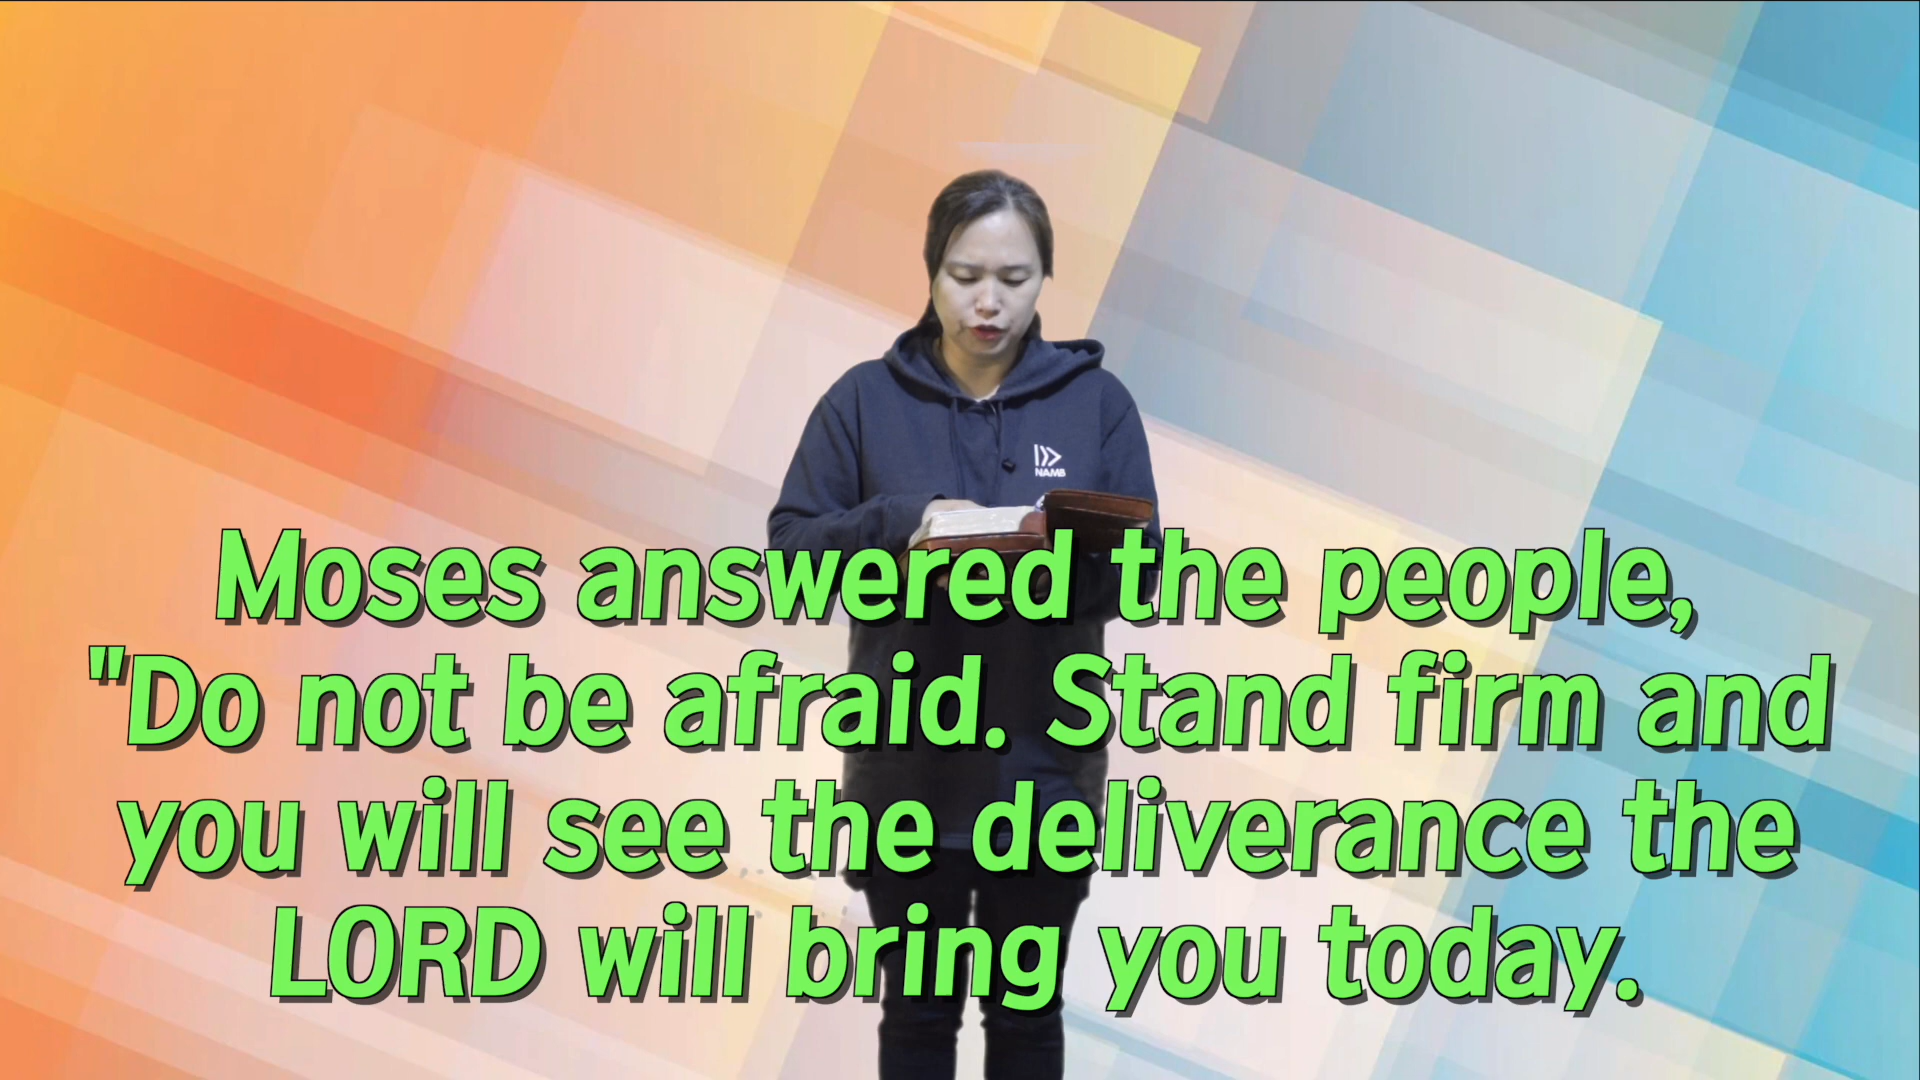 NAMB
Moses answered the people,
"Do not be afraid. Stand firm and
you will see the deliverance the
LORD will bring you today.